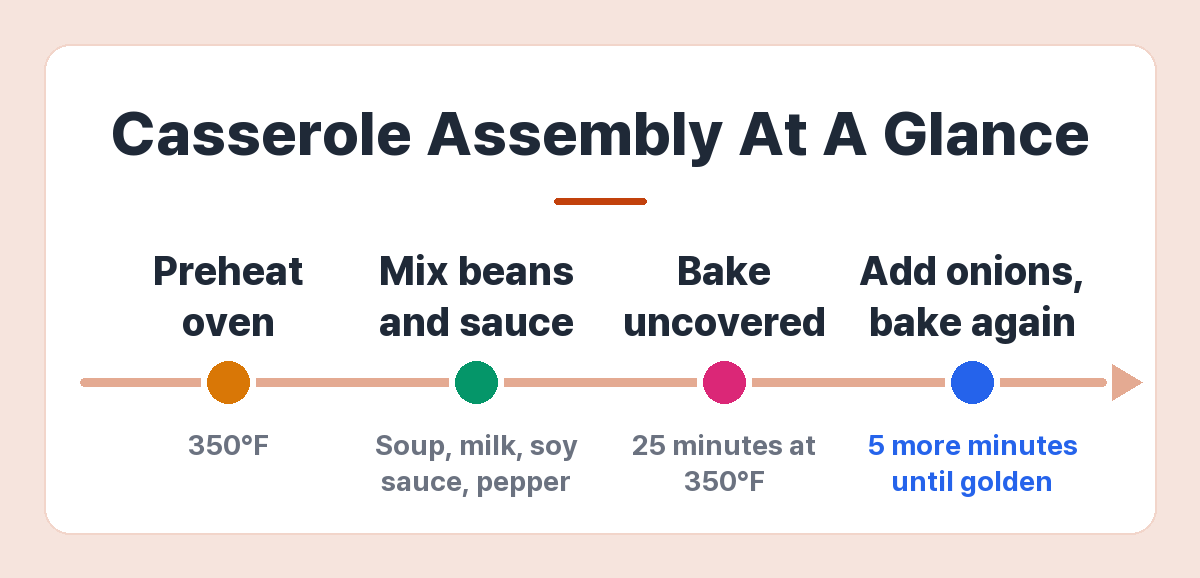 Casserole Assembly At A Glance
Preheat
oven
350°F
Mix beans
and sauce
Soup, milk, soy
sauce, pepper
Bake
uncovered
25 minutes at
350°F
Add onions,
bake again
5 more minutes
until golden